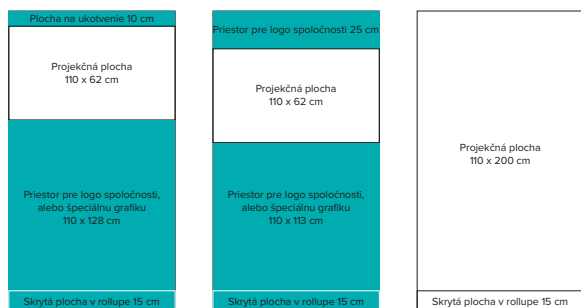 Plocha na ukotvenie 10 cm
Projekčná plocha
110 x 62 cm
Priestor pre logo spoločnosti,
alebo špeciálnu grafiku
110 x 128 cm
Skrytá plocha v rollupe 15 cm
Priestor pre logo spoločnosti 25 cm
Projekčná plocha
110 x 62 cm
Priestor pre logo spoločnosti,
alebo špeciálnu grafiku
110 x 113 cm
Skrytá plocha v rollupe 15 cm
Projekčná plocha
110 x 200 cm
Skrytá plocha v rollupe 15 cm